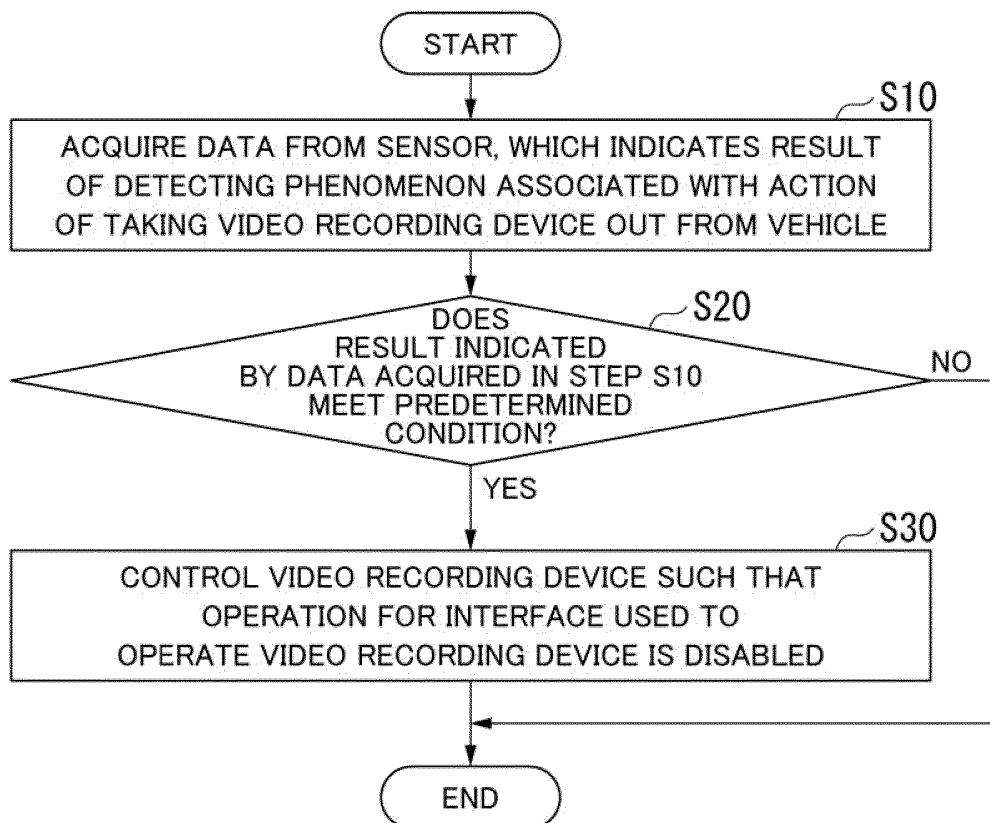 START
S10
ACQUIRE DATA FROM SENSOR, WHICH INDICATES RESULT
OF DETECTING PHENOMENON ASSOCIATED WITH ACTION
OF TAKING VIDEO RECORDING DEVICE OUT FROM VEHICLE
S20
DOES
RESULT INDICATED
BY DATA ACQUIRED IN STEP S10
MEET PREDETERMINED
CONDITION?
NO
YES
S30
CONTROL VIDEO RECORDING DEVICE SUCH THAT
OPERATION FOR INTERFACE USED TO
OPERATE VIDEO RECORDING DEVICE IS DISABLED
END